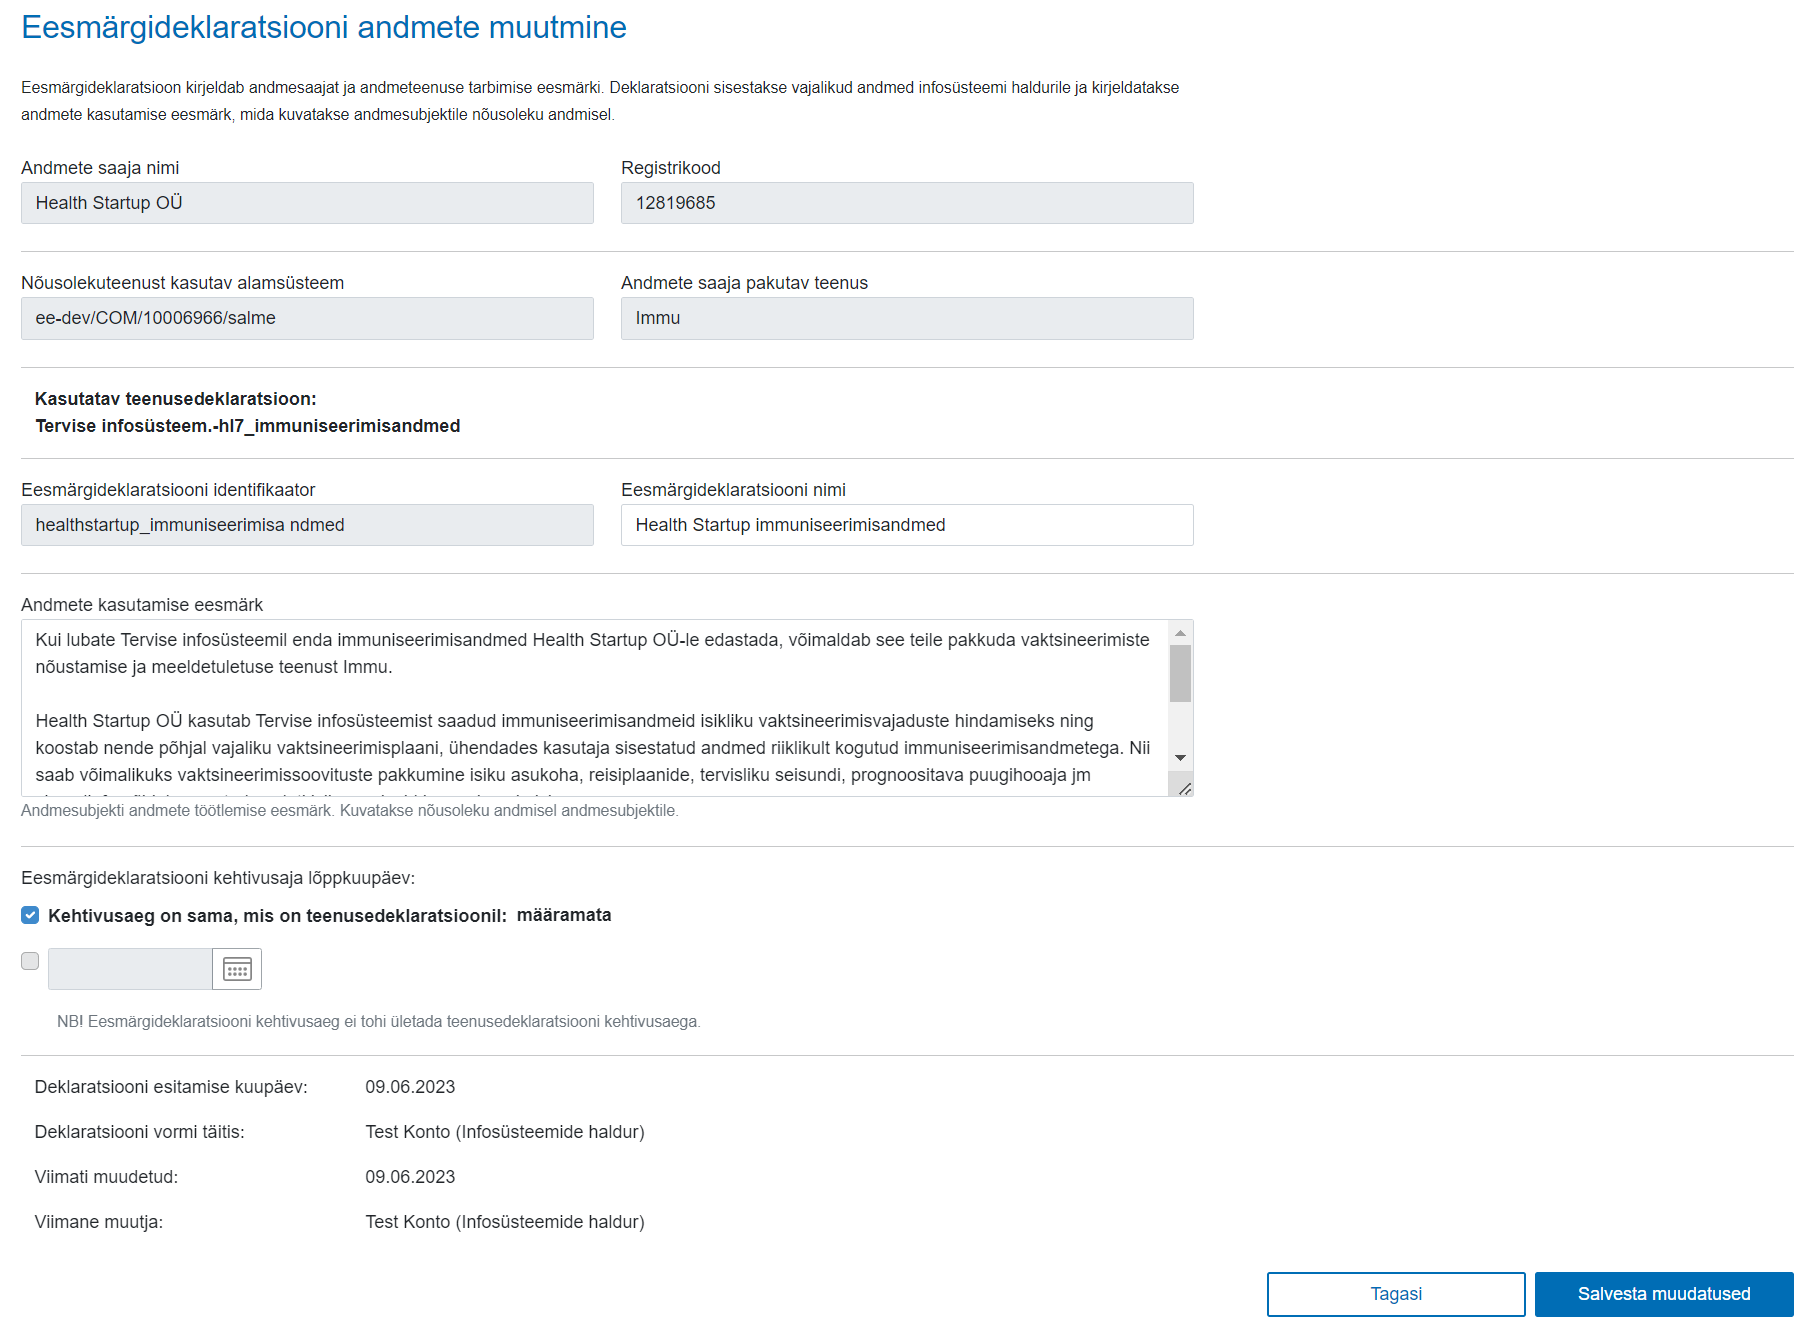 Eesmärgideklaratsiooni andmete muutmine
Eesmärgideklaratsioon kirjeldab andmesaajat ja andmeteenuse tarbimise eesmärki. Deklaratsiooni sisestakse vajalikud andmed infosüsteemi haldurile ja kirjeldatakse
andmete kasutamise eesmärk, mida kuvatakse andmesubjektile nõusoleku andmisel.
Andmete saaja nimi
Health Startup OÜ
Registrikood
12819685
Nõusolekuteenust kasutav alamsüsteem
ee-dev/COM/10006966/salme
Andmete saaja pakutav teenus
Immu
Kasutatav teenusedeklaratsioon:
Tervise infosüsteem.-hl7_immuniseerimisandmed
Eesmärgideklaratsiooni identifikaator
healthstartup_immuniseerimisa ndmed
Eesmärgideklaratsiooni nimi
Health Startup immuniseerimisandmed
Andmete kasutamise eesmärk
Kui lubate Tervise infosüsteemil enda immuniseerimisandmed Health Startup OÜ-le edastada, võimaldab see teile pakkuda vaktsineerimiste
nõustamise ja meeldetuletuse teenust Immu.
Health Startup OÜ kasutab Tervise infosüsteemist saadud immuniseerimisandmeid isikliku vaktsineerimisvajaduste hindamiseks ning
koostab nende põhjal vajaliku vaktsineerimisplaani, ühendades kasutaja sisestatud andmed riiklikult kogutud immuniseerimisandmetega. Nii
saab võimalikuks vaktsineerimissoovituste pakkumine isiku asukoha, reisiplaanide, tervisliku seisundi, prognoositava puugihooaja jm
Andmesubjekti andmete töötlemise eesmärk. Kuvatakse nõusoleku andmisel andmesubjektile.
Eesmärgideklaratsiooni kehtivusaja lõppkuupäev:
Kehtivusaeg on sama, mis on teenusedeklaratsioonil: määramata
NB! Eesmärgideklaratsiooni kehtivusaeg ei tohi ületada teenusedeklaratsiooni kehtivusaega.
Deklaratsiooni esitamise kuupäev: 09.06.2023
Deklaratsiooni vormi täitis: Test Konto (Infosüsteemide haldur)
Viimati muudetud: 09.06.2023
Viimane muutja: Test Konto (Infosüsteemide haldur)
Tagasi
Salvesta muudatused